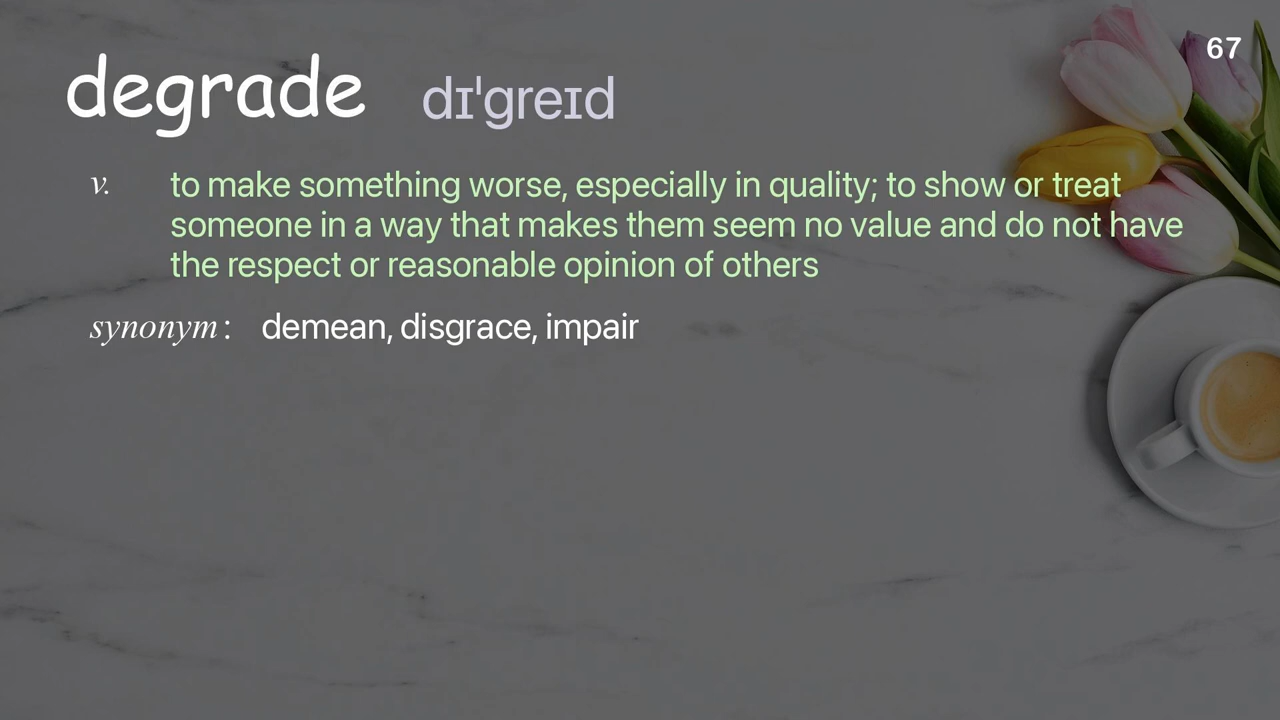 67
degrade dɪˈgreɪd
v. to make something worse, especially in quality; to show or treat
someone in a way that makes them seem no value and do not have
the respect or reasonable opinion of others
synonym: demean, disgrace, impair